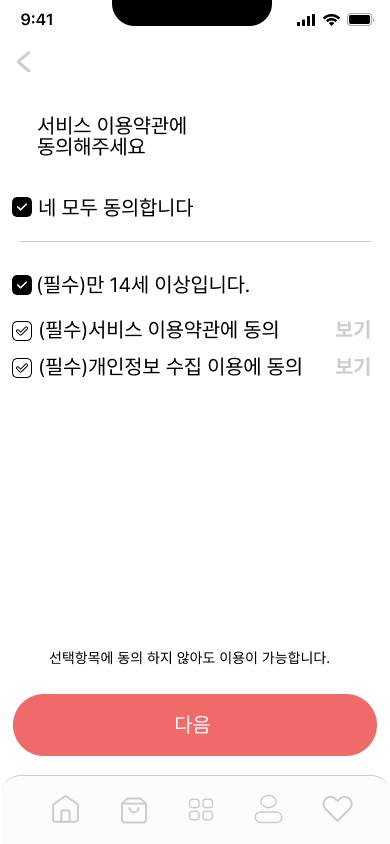 9:41
서비스 이용약관에
동의해주세요
네 모두 동의합니다
(필수)만 14세 이상입니다.
(필수)서비스 이용약관에 동의 보기
(필수)개인정보 수집 이용에 동의 보기
선택항목에 동의 하지 않아도 이용이 가능합니다.
다음